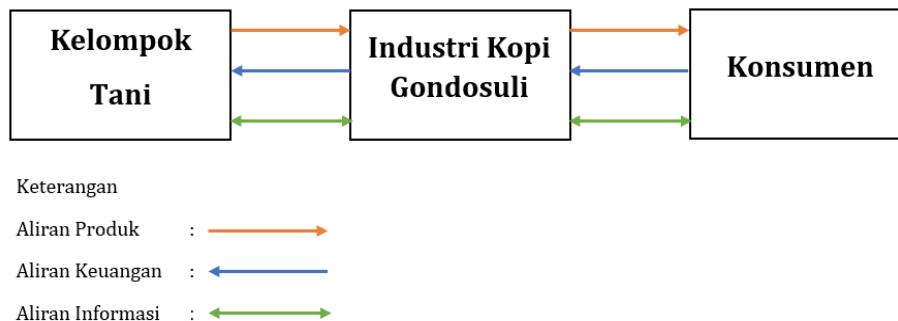 Kelompok
Tani
Industri Kopi
Gondosuli
Konsumen
Keterangan
Aliran Produk :
Aliran Keuangan :
Aliran Informasi :